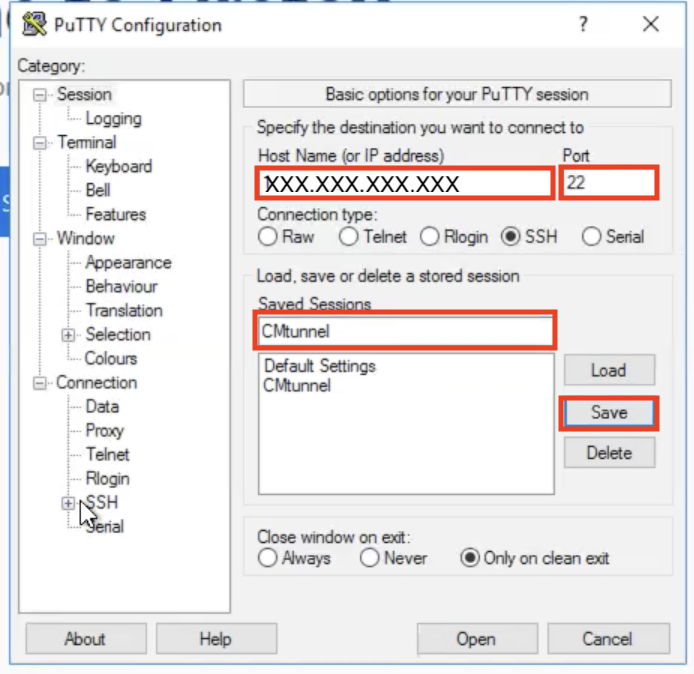 PuTTY Configuration
Category:
Session
Logging
Terminal
Keyboard
Bell
Features
Window
Appearance
Behaviour
Translation
Selection
Colours
Connection
Data
Proxy
Telnet
Rlogin
SSH
Serial
Basic options for your PuTTY session
Specify the destination you want to connect to
Host Name (or IP address) Port
XXX.XXX.XXX.XXX 22
Connection type:
Raw Telnet Rlogin SSH Serial
Load, save or delete a stored session
Saved Sessions
CMtunnel
Default Settings
CMtunnel
Load
Save
Delete
Close window on exit:
Always Never Only on clean exit
About Help Open Cancel